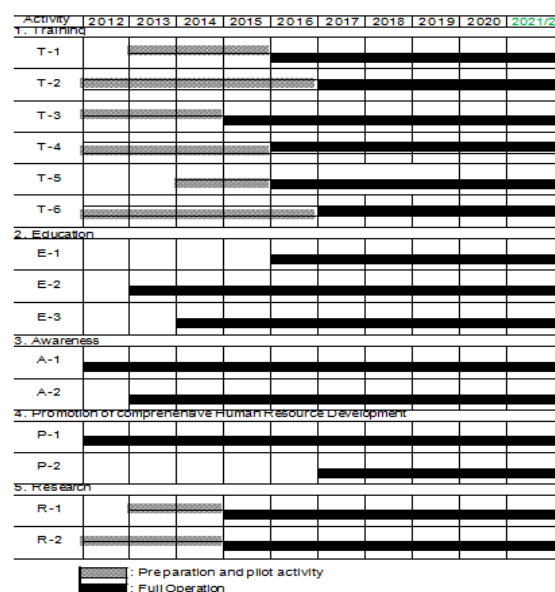 Activity 2012 2013 2014 2015 2016 2017 2018 2019 2020 2021/2
1. Training
T-1
T-2
T-3
T-4
T-5
T-6
2. Education
E-1
E-2
E-3
3. Awareness
A-1
A-2
4. Promotion of comprehensive Human Resource Development
P-1
P-2
5. Research
R-1
R-2
: Preparation and pilot activity
: Full Operation